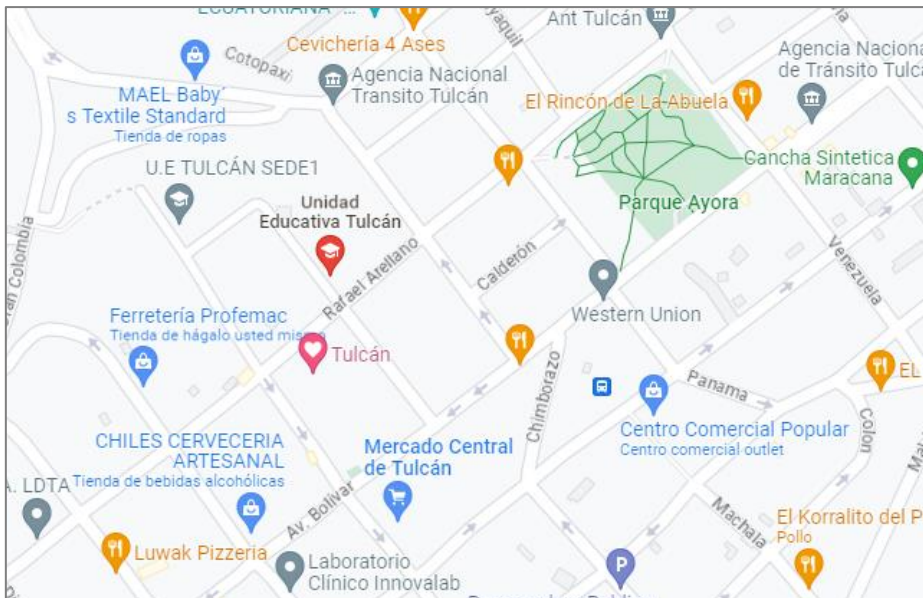 ECUATORIANA -...
Cevichería 4 Ases
Ant Tulcán
Cotopaxi
Agencia Nacional
Transito Tulcán
Agencia Naciona
de Tránsito Tulcá
MAEL Baby´
s Textile Standard
Tienda de ropas
El Rincón de La Abuela
U.E TULCÁN SEDE1
Cancha Sintetica
Maracana
Unidad
Educativa Tulcán
Parque Ayora
Rafael Arellano
Calderón
Venezuela
Western Union
Ferretería Profemac
Tienda de hágalo usted mismo
Tulcán
EL
Panama
Chimborazo
Colon
Centro Comercial Popular
Centro comercial outlet
CHILES CERVECERIA
ARTESANAL
Tienda de bebidas alcohólicas
Mercado Central
de Tulcán
A. LDTA
Av. Bolívar
Machala
El Korralito del P
Pollo
Luwak Pizzeria
Laboratorio
Clínico Innovalab
P